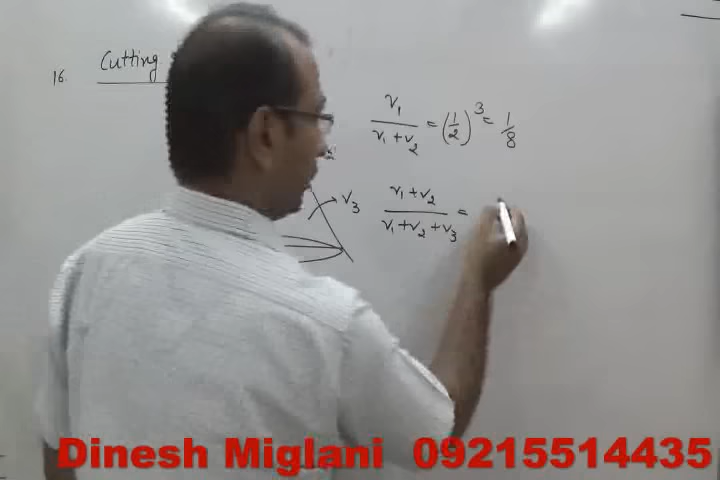 16. Cutting
v₁ / (v₁ + v₂) = (1/2)³ = 1/8
v₃
(v₁ + v₂) / (v₁ + v₂ + v₃) =
Dinesh Miglani 09215514435